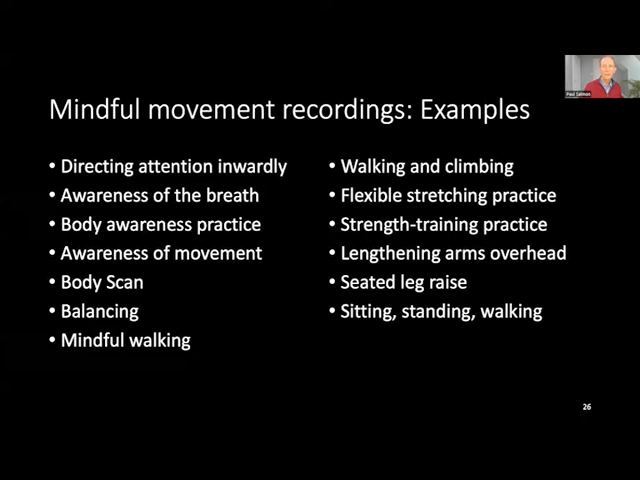 Paul Salmon
Mindful movement recordings: Examples
• Directing attention inwardly
• Awareness of the breath
• Body awareness practice
• Awareness of movement
• Body Scan
• Balancing
• Mindful walking
• Walking and climbing
• Flexible stretching practice
• Strength-training practice
• Lengthening arms overhead
• Seated leg raise
• Sitting, standing, walking
26